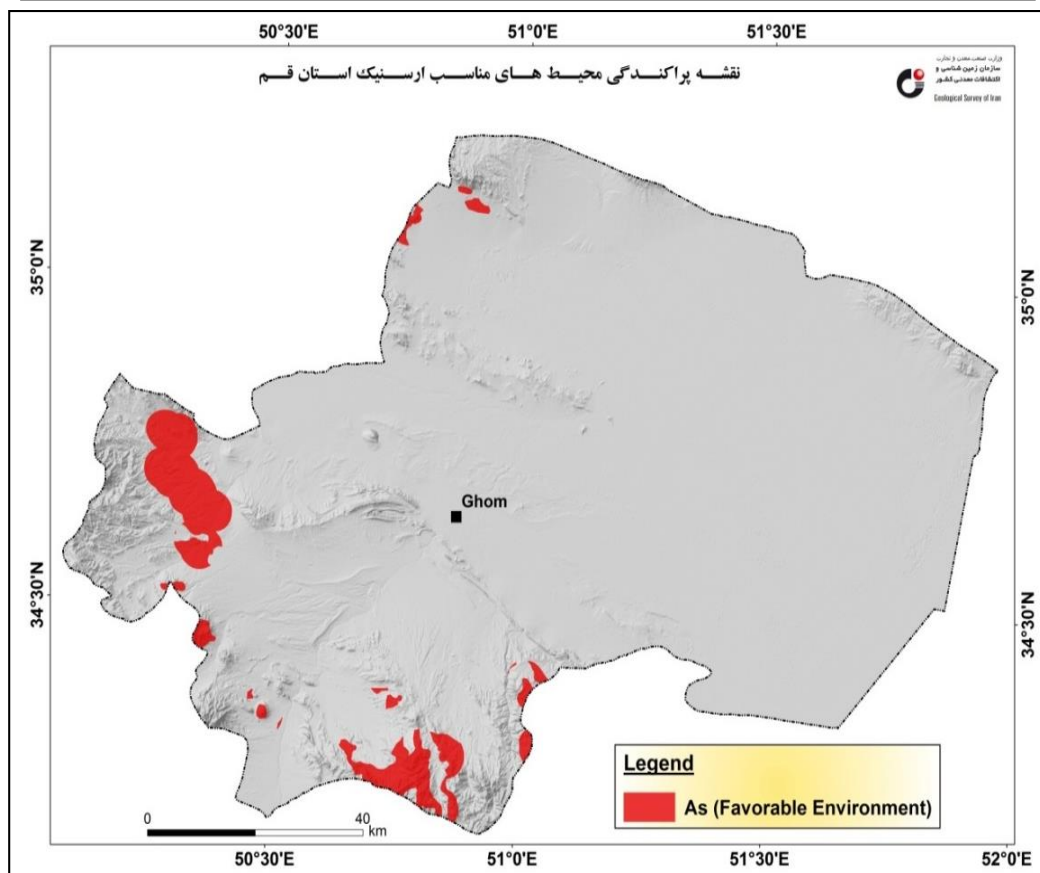 50°30'E 51°0'E 51°30'E
نقشه پراکندگی محیط های مناسب ارسنیک استان قم
وزارت صنعت، معدن و تجارت
سازمان زمین شناسی و
اکتشافات معدنی کشور
Geological Survey of Iran
35°0'N
35°0'N
Ghom
34°30'N
34°30'N
Legend
As (Favorable Environment)
0 40
km
50°30'E 51°0'E 51°30'E 52°0'E